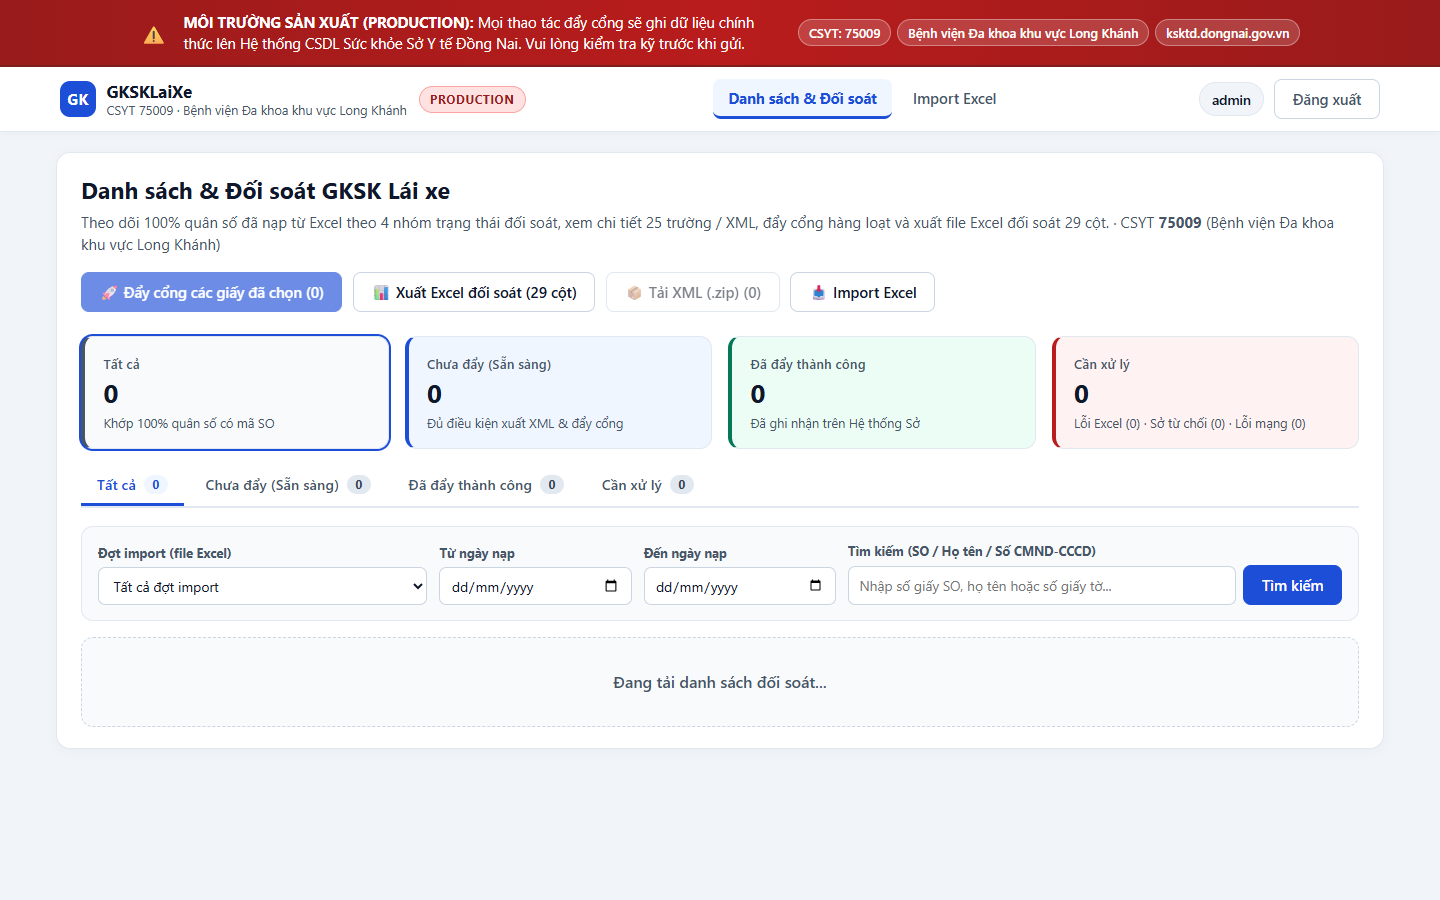 MÔI TRƯỜNG SẢN XUẤT (PRODUCTION): Mọi thao tác đẩy cổng sẽ ghi dữ liệu chính
thức lên Hệ thống CSDL Sức khỏe Sở Y tế Đồng Nai. Vui lòng kiểm tra kỹ trước khi gửi.
CSYT: 75009
Bệnh viện Đa khoa khu vực Long Khánh
ksktd.dongnai.gov.vn
GK
GKSKLaiXe
CSYT 75009 · Bệnh viện Đa khoa khu vực Long Khánh
PRODUCTION
Danh sách & Đối soát
Import Excel
admin
Đăng xuất
Danh sách & Đối soát GKSK Lái xe
Theo dõi 100% quân số đã nạp từ Excel theo 4 nhóm trạng thái đối soát, xem chi tiết 25 trường / XML, đẩy cổng hàng loạt và xuất file Excel đối soát 29 cột. · CSYT 75009 (Bệnh viện Đa khoa
khu vực Long Khánh)
Đẩy cổng các giấy đã chọn (0)
Xuất Excel đối soát (29 cột)
Tải XML (.zip) (0)
Import Excel
Tất cả
0
Khớp 100% quân số có mã SO
Chưa đẩy (Sẵn sàng)
0
Đủ điều kiện xuất XML & đẩy cổng
Đã đẩy thành công
0
Đã ghi nhận trên Hệ thống Sở
Cần xử lý
0
Lỗi Excel (0) · Sở từ chối (0) · Lỗi mạng (0)
Tất cả 0
Chưa đẩy (Sẵn sàng) 0
Đã đẩy thành công 0
Cần xử lý 0
Đợt import (file Excel)
Tất cả đợt import
Từ ngày nạp
dd/mm/yyyy
Đến ngày nạp
dd/mm/yyyy
Tìm kiếm (SO / Họ tên / Số CMND-CCCD)
Nhập số giấy SO, họ tên hoặc số giấy tờ...
Tìm kiếm
Đang tải danh sách đối soát...